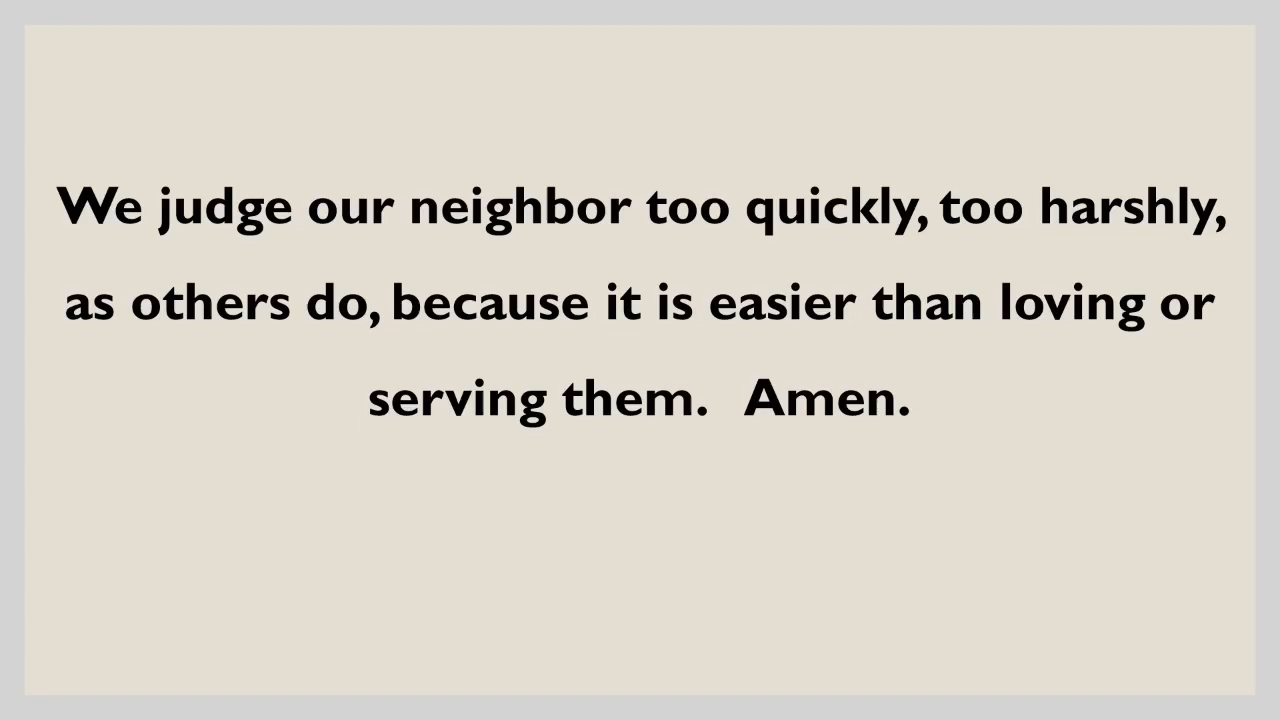 We judge our neighbor too quickly, too harshly,
as others do, because it is easier than loving or
serving them.   Amen.